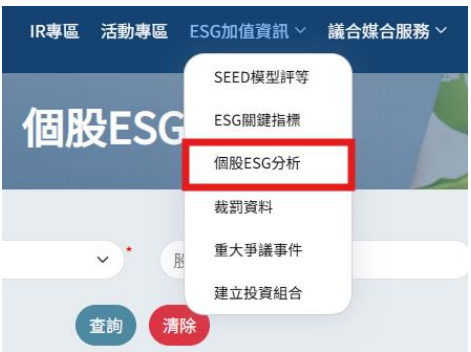 IR專區 活動專區 ESG加值資訊 議合媒合服務
SEED模型評等
ESG關鍵指標
個股ESG
個股ESG分析
裁罰資料
* 股
重大爭議事件
建立投資組合
查詢 清除